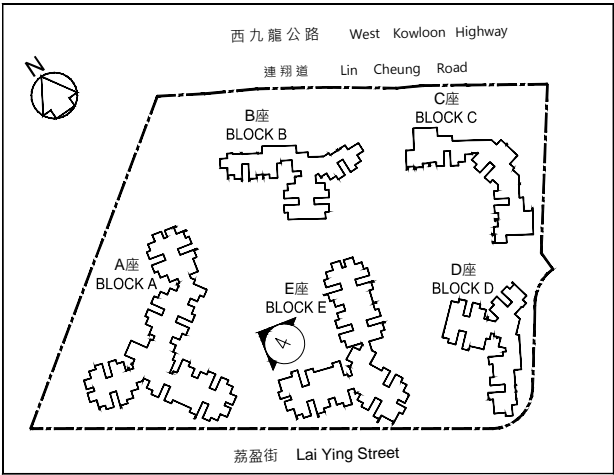 西九龍公路 West Kowloon Highway
連翔道 Lin Cheung Road
N
B座
BLOCK B
C座
BLOCK C
A座
BLOCK A
E座
BLOCK E
D座
BLOCK D
4
荔盈街 Lai Ying Street